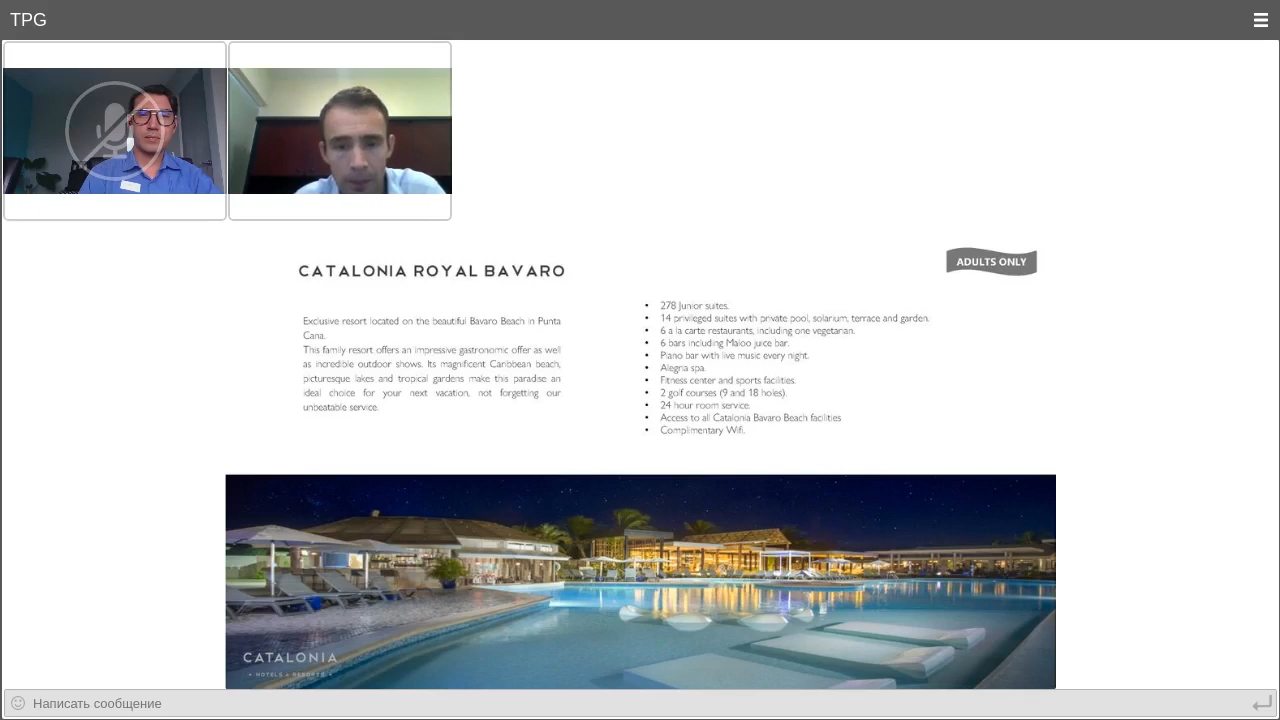 TPG
CATALONIA ROYAL BAVARO
ADULTS ONLY
Exclusive resort located on the beautiful Bavaro Beach in Punta
Cana.
This family resort offers an impressive gastronomic offer as well
as incredible outdoor shows. Its magnificent Caribbean beach,
picturesque lakes and tropical gardens make this paradise an
ideal choice for your next vacation, not forgetting our
unbeatable service.
• 278 Junior suites.
• 14 privileged suites with private pool, solarium, terrace and garden.
• 6 a la carte restaurants, including one vegetarian.
• 6 bars including Maioo juice bar.
• Piano bar with live music every night.
• Alegria spa.
• Fitness center and sports facilities.
• 2 golf courses (9 and 18 holes).
• 24 hour room service.
• Access to all Catalonia Bavaro Beach facilities
• Complimentary Wifi.
CATALONIA
• HOTELS & RESORTS •
Написать сообщение